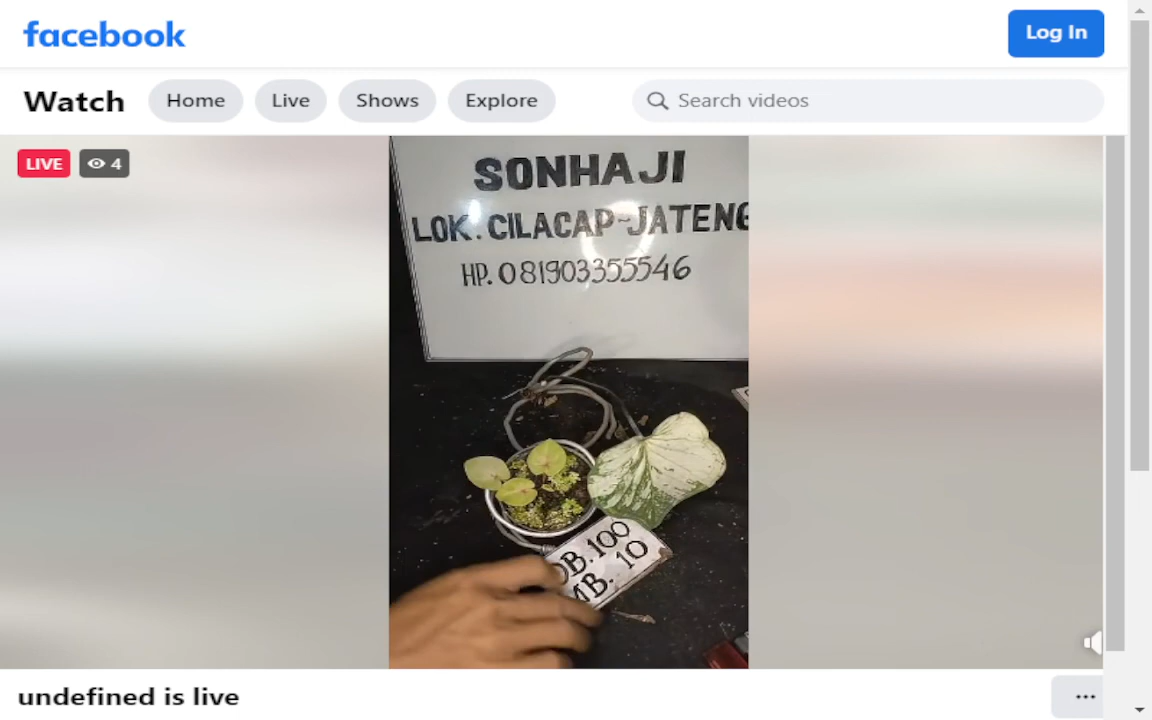 facebook
Log In
Watch
Home
Live
Shows
Explore
Search videos
LIVE
4
SONHAJI
LOK. CILACAP-JATENG
HP. 081903355546
OB.100
MB. 10
undefined is live